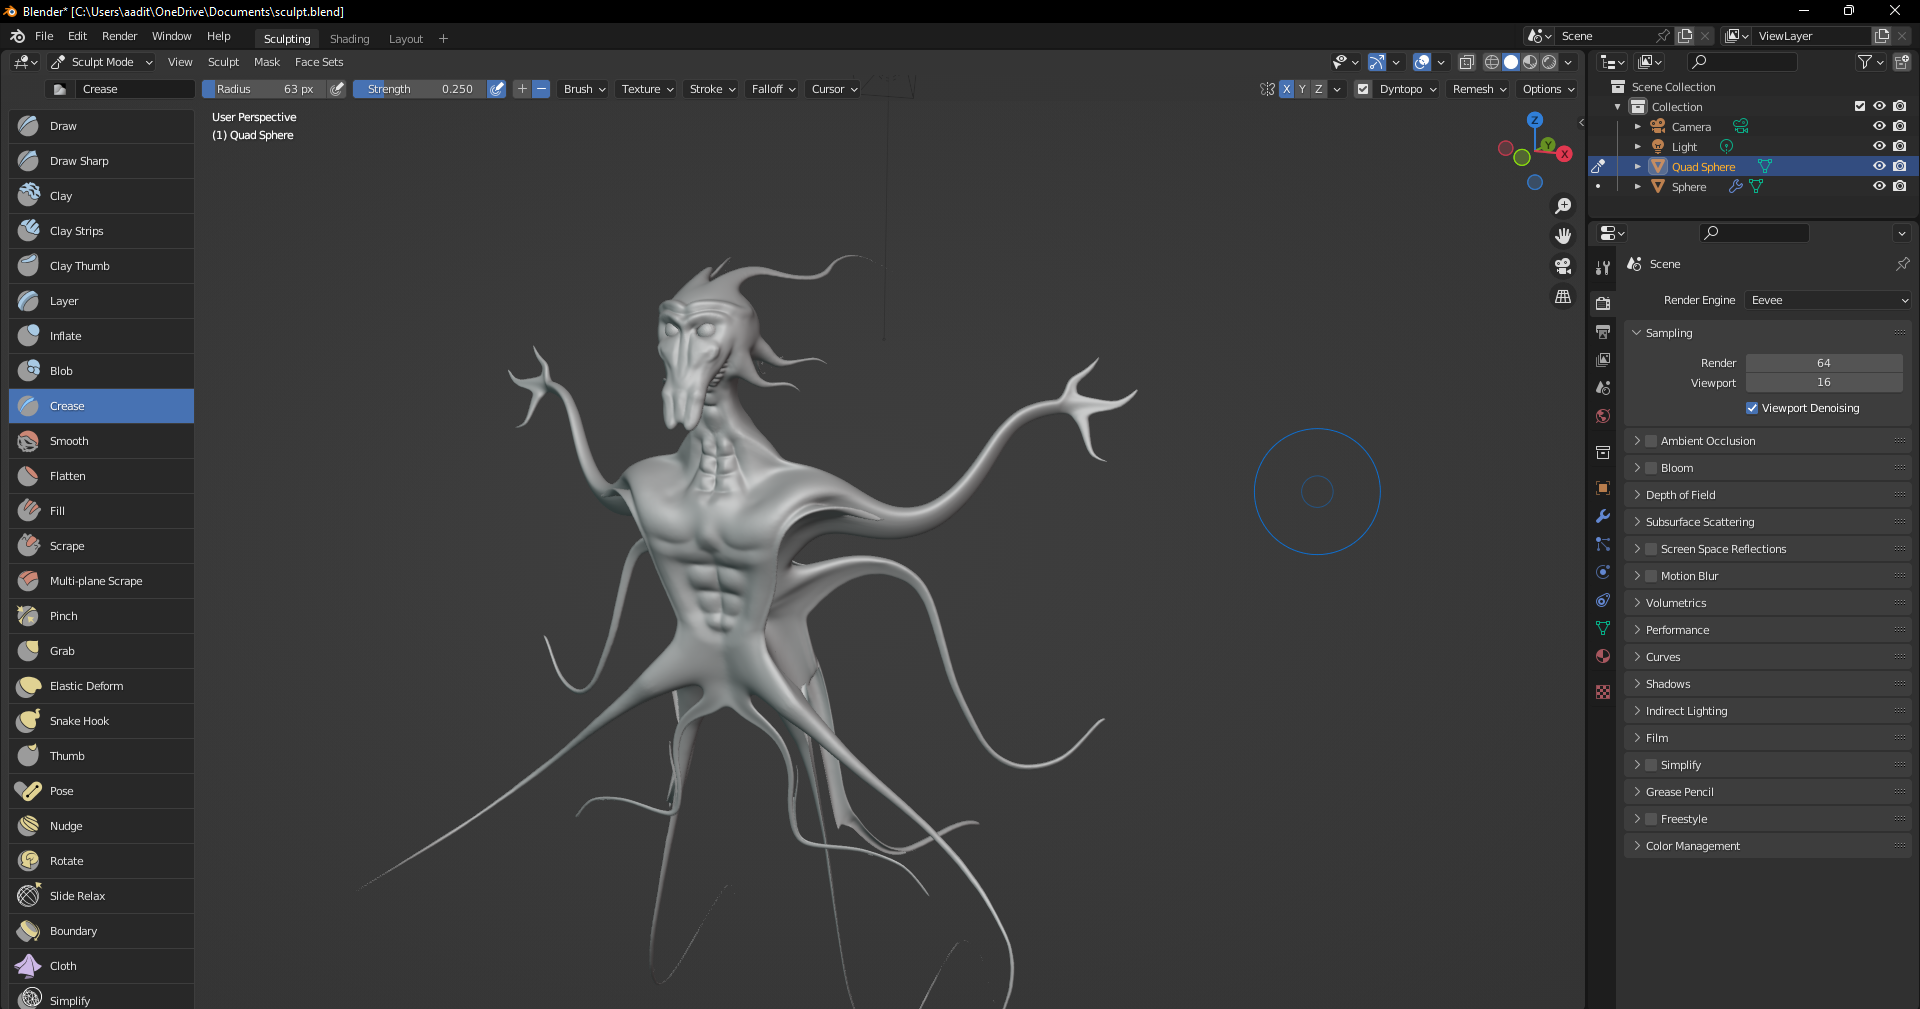 Blender* [C:\Users\aadit\OneDrive\Documents\sculpt.blend]
File Edit Render Window Help Sculpting Shading Layout + Scene ViewLayer
Sculpt Mode View Sculpt Mask Face Sets
Crease Radius 63 px Strength 0.250 Brush Texture Stroke Falloff Cursor X Y Z Dyntopo Remesh Options
User Perspective
(1) Quad Sphere
Z
Y
X
Draw
Draw Sharp
Clay
Clay Strips
Clay Thumb
Layer
Inflate
Blob
Crease
Smooth
Flatten
Fill
Scrape
Multi-plane Scrape
Pinch
Grab
Elastic Deform
Snake Hook
Thumb
Pose
Nudge
Rotate
Slide Relax
Boundary
Cloth
Simplify
Scene Collection
Collection
Camera
Light
Quad Sphere
Sphere
Scene
Render Engine Eevee
Sampling
Render 64
Viewport 16
Viewport Denoising
Ambient Occlusion
Bloom
Depth of Field
Subsurface Scattering
Screen Space Reflections
Motion Blur
Volumetrics
Performance
Curves
Shadows
Indirect Lighting
Film
Simplify
Grease Pencil
Freestyle
Color Management